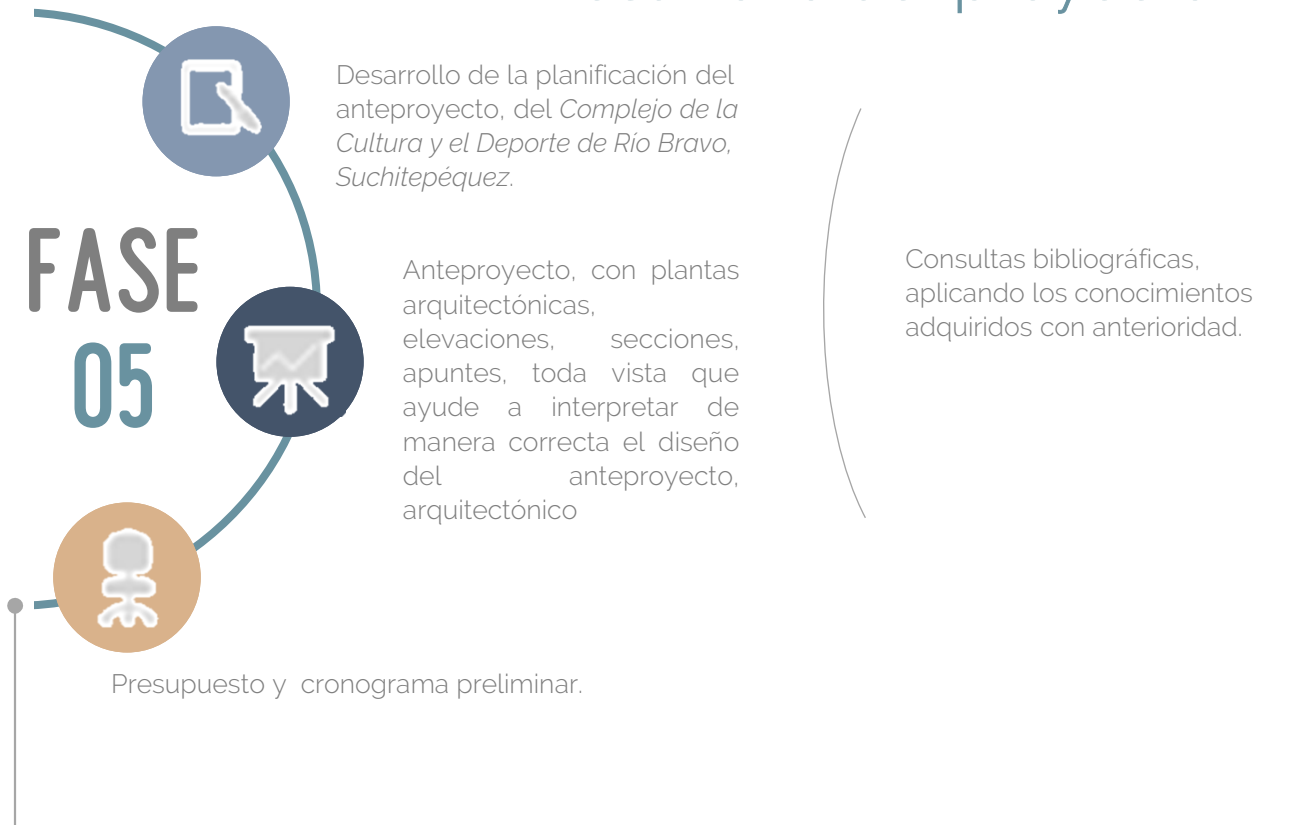 Desarrollo de la planificación del
anteproyecto, del Complejo de la
Cultura y el Deporte de Río Bravo,
Suchitepéquez.
FASE
05
Anteproyecto, con plantas
arquitectónicas,
elevaciones, secciones,
apuntes, toda vista que
ayude a interpretar de
manera correcta el diseño
del anteproyecto,
arquitectónico
Consultas bibliográficas,
aplicando los conocimientos
adquiridos con anterioridad.
Presupuesto y  cronograma preliminar.